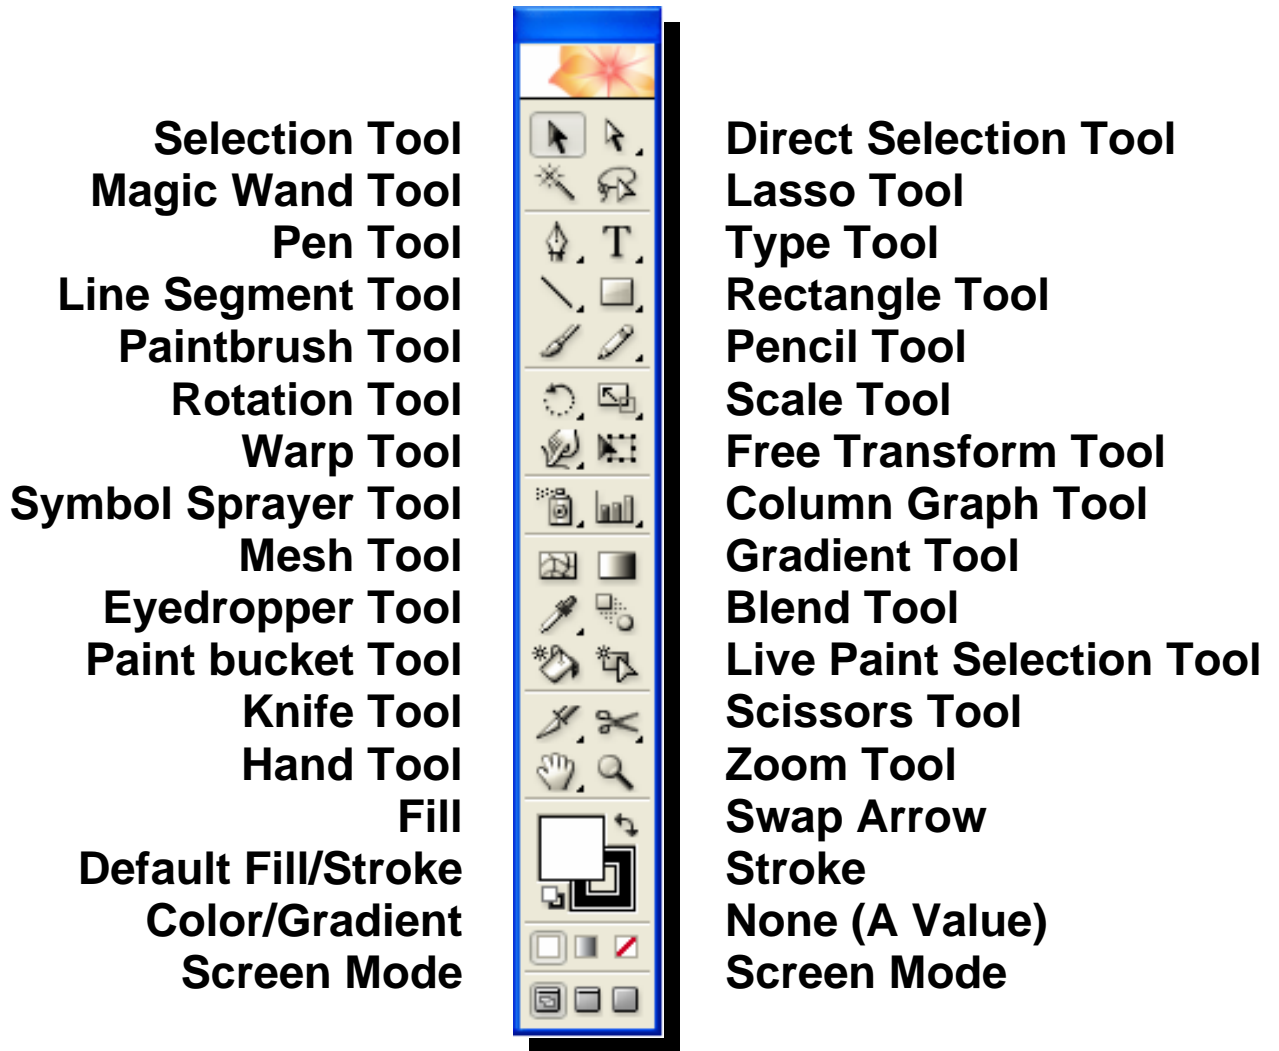 Selection Tool Direct Selection Tool
Magic Wand Tool Lasso Tool
Pen Tool T Type Tool
Line Segment Tool Rectangle Tool
Paintbrush Tool Pencil Tool
Rotation Tool Scale Tool
Warp Tool Free Transform Tool
Symbol Sprayer Tool Column Graph Tool
Mesh Tool Gradient Tool
Eyedropper Tool Blend Tool
Paint bucket Tool Live Paint Selection Tool
Knife Tool Scissors Tool
Hand Tool Zoom Tool
Fill Swap Arrow
Default Fill/Stroke Stroke
Color/Gradient None (A Value)
Screen Mode Screen Mode